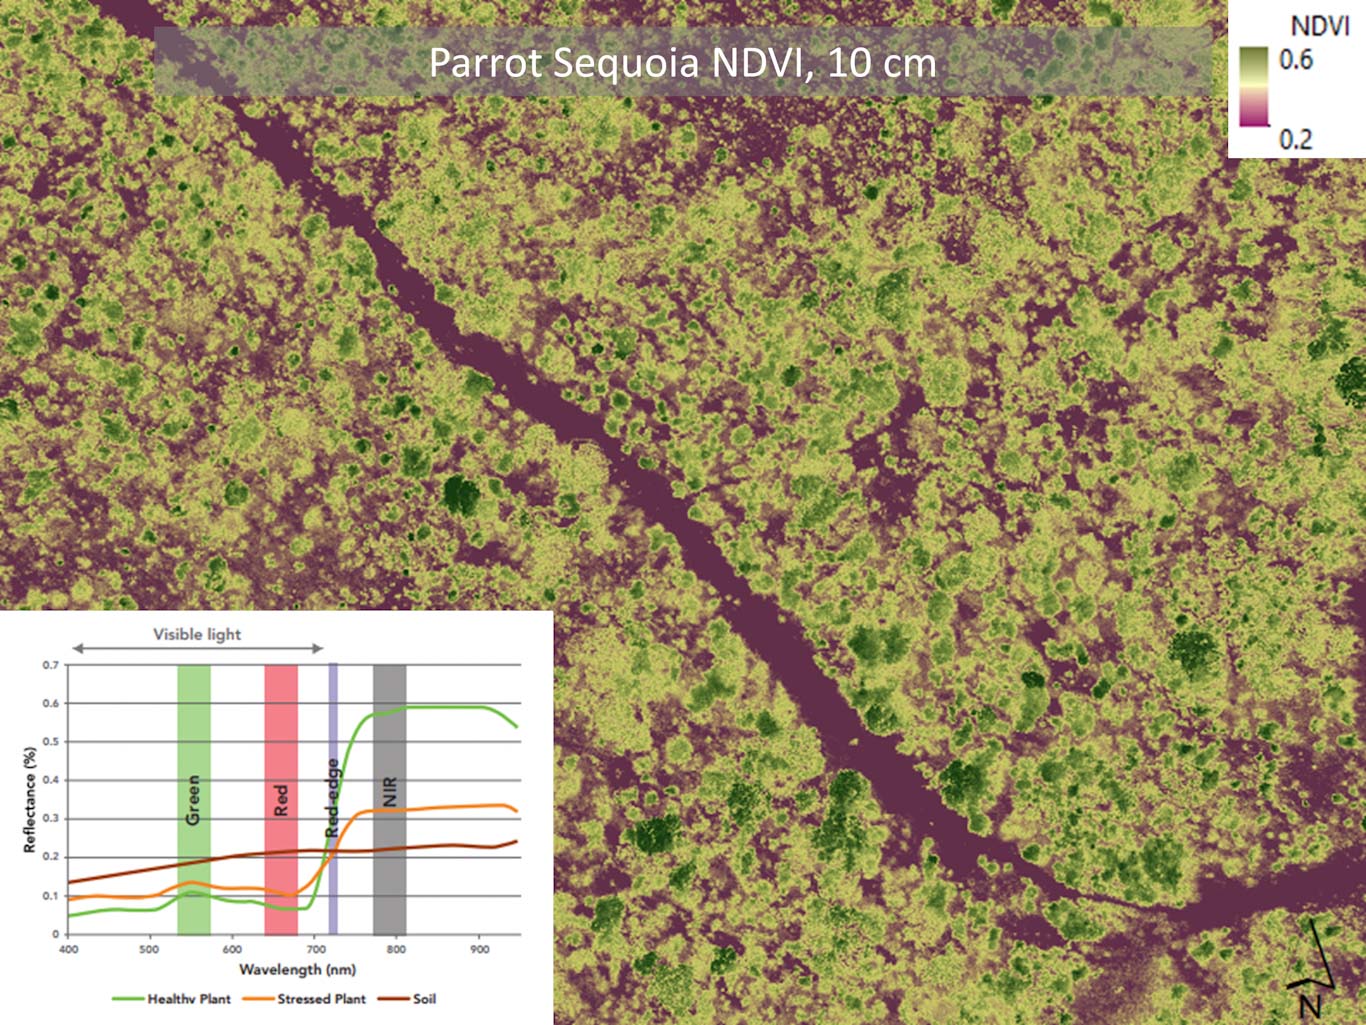 Parrot Sequoia NDVI, 10 cm
NDVI
0.6
0.2
Visible light
0.7
0.6
0.5
0.4
0.3
0.2
0.1
0
Reflectance (%)
Green
Red
Red-edge
NIR
400 500 600 700 800 900
Wavelength (nm)
Healthy Plant Stressed Plant Soil
N